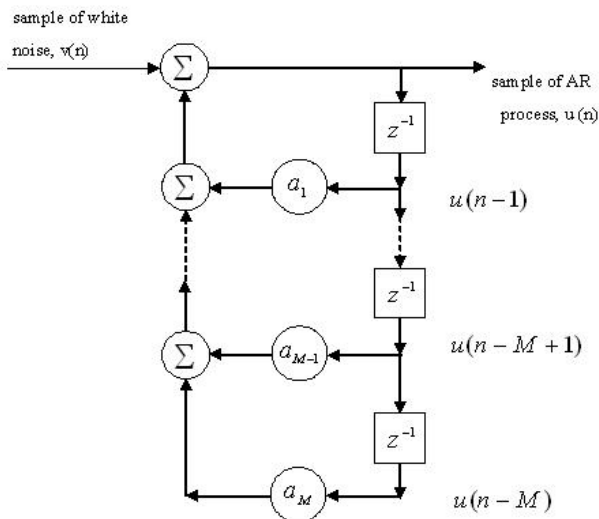 sample of white
noise, v(n)
Σ
sample of AR
process, u(n)
z⁻¹
Σ
a₁
u(n−1)
z⁻¹
Σ
a_{M−1}
u(n−M+1)
z⁻¹
a_M
u(n−M)